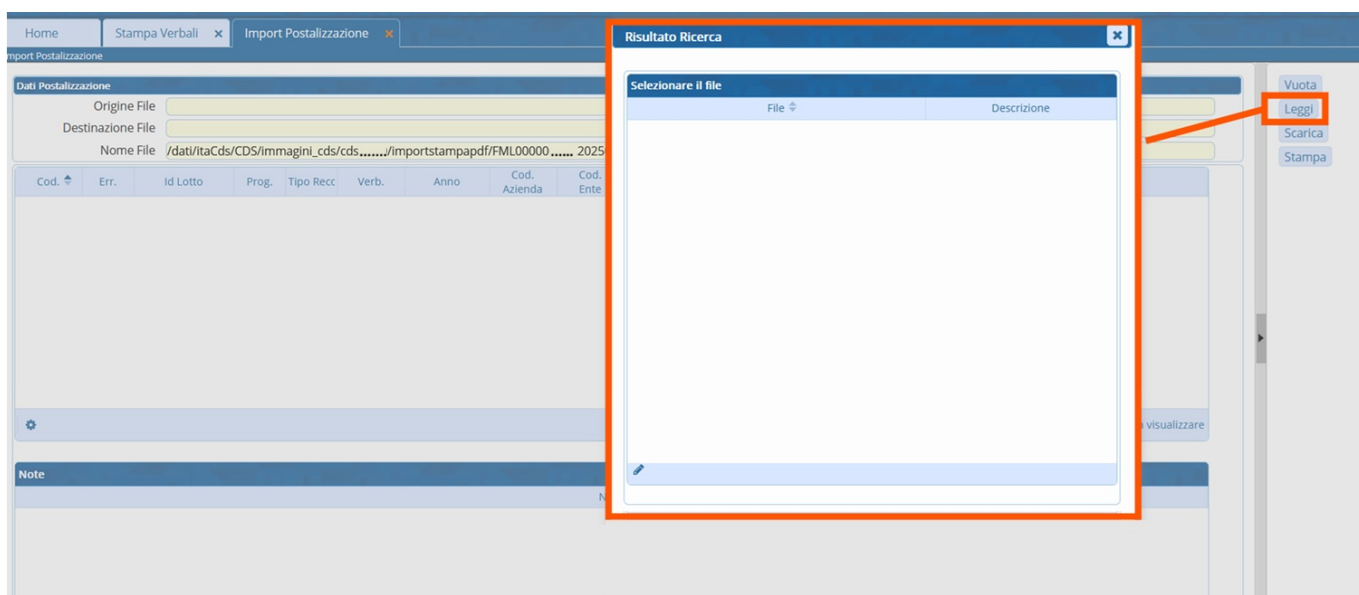 Home Stampa Verbali Import Postalizzazione
mport Postalizzazione
Dati Postalizzazione
Origine File
Destinazione File
Nome File /dati/itaCds/CDS/immagini_cds/cds......./importstampapdf/FML00000...... 2025
Cod. Err. Id Lotto Prog. Tipo Recc Verb. Anno Cod. Azienda Cod. Ente
visualizzare
Note
N
Risultato Ricerca
Selezionare il file
File Descrizione
Vuota
Leggi
Scarica
Stampa